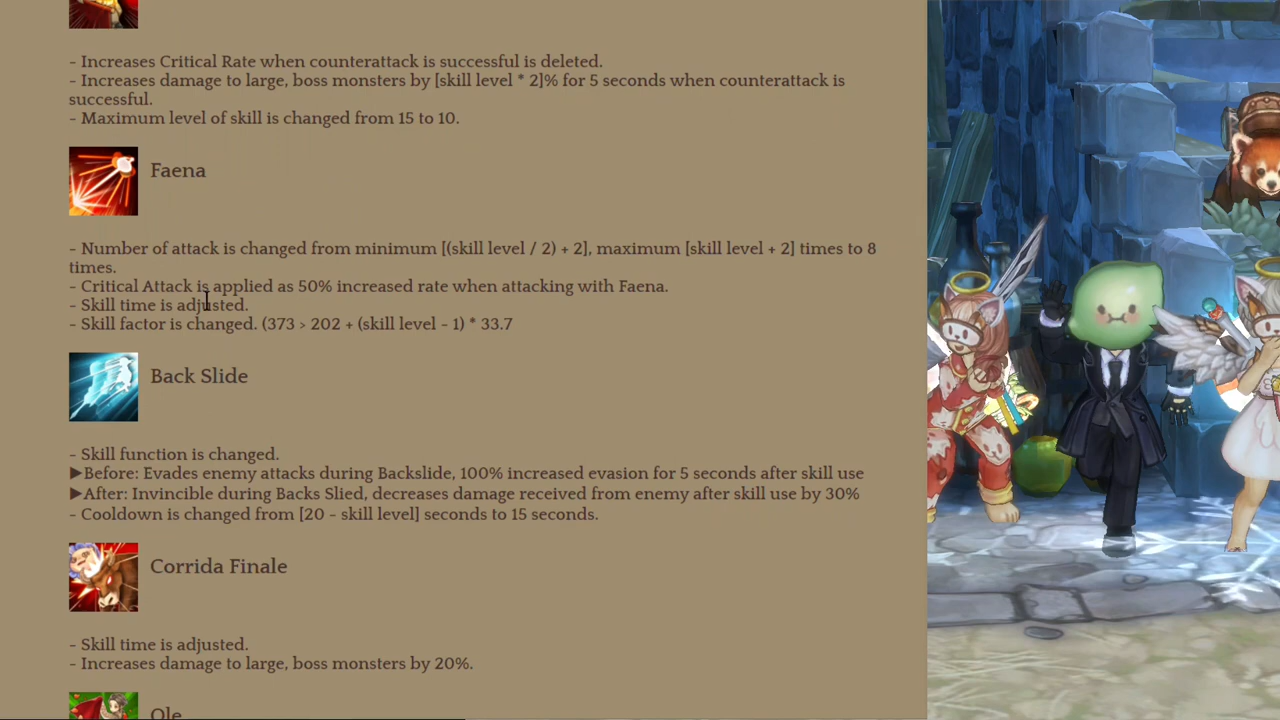 - Increases Critical Rate when counterattack is successful is deleted.
- Increases damage to large, boss monsters by [skill level * 2]% for 5 seconds when counterattack is
successful.
- Maximum level of skill is changed from 15 to 10.
Faena
- Number of attack is changed from minimum [(skill level / 2) + 2], maximum [skill level + 2] times to 8
times.
- Critical Attack is applied as 50% increased rate when attacking with Faena.
- Skill time is adjusted.
- Skill factor is changed. (373 > 202 + (skill level - 1) * 33.7
Back Slide
- Skill function is changed.
▶Before: Evades enemy attacks during Backslide, 100% increased evasion for 5 seconds after skill use
▶After: Invincible during Backs Slied, decreases damage received from enemy after skill use by 30%
- Cooldown is changed from [20 - skill level] seconds to 15 seconds.
Corrida Finale
- Skill time is adjusted.
- Increases damage to large, boss monsters by 20%.
Ole